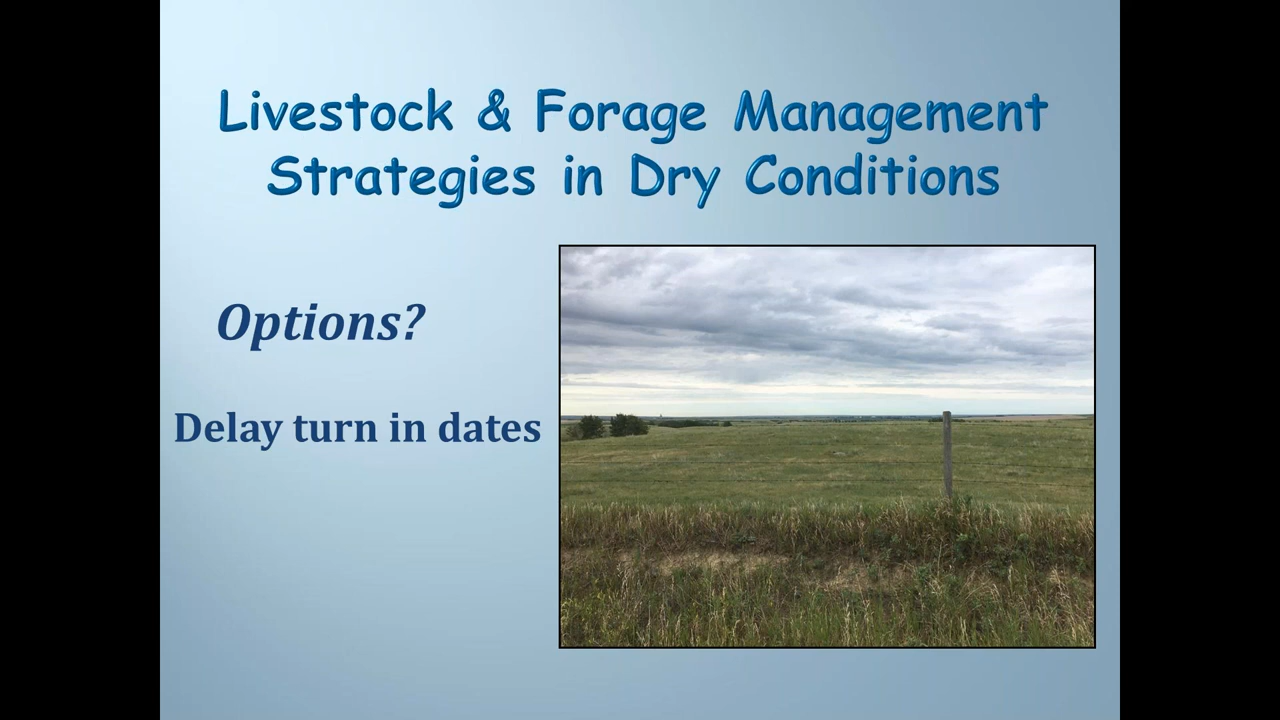 Livestock & Forage Management
Strategies in Dry Conditions
Options?
Delay turn in dates